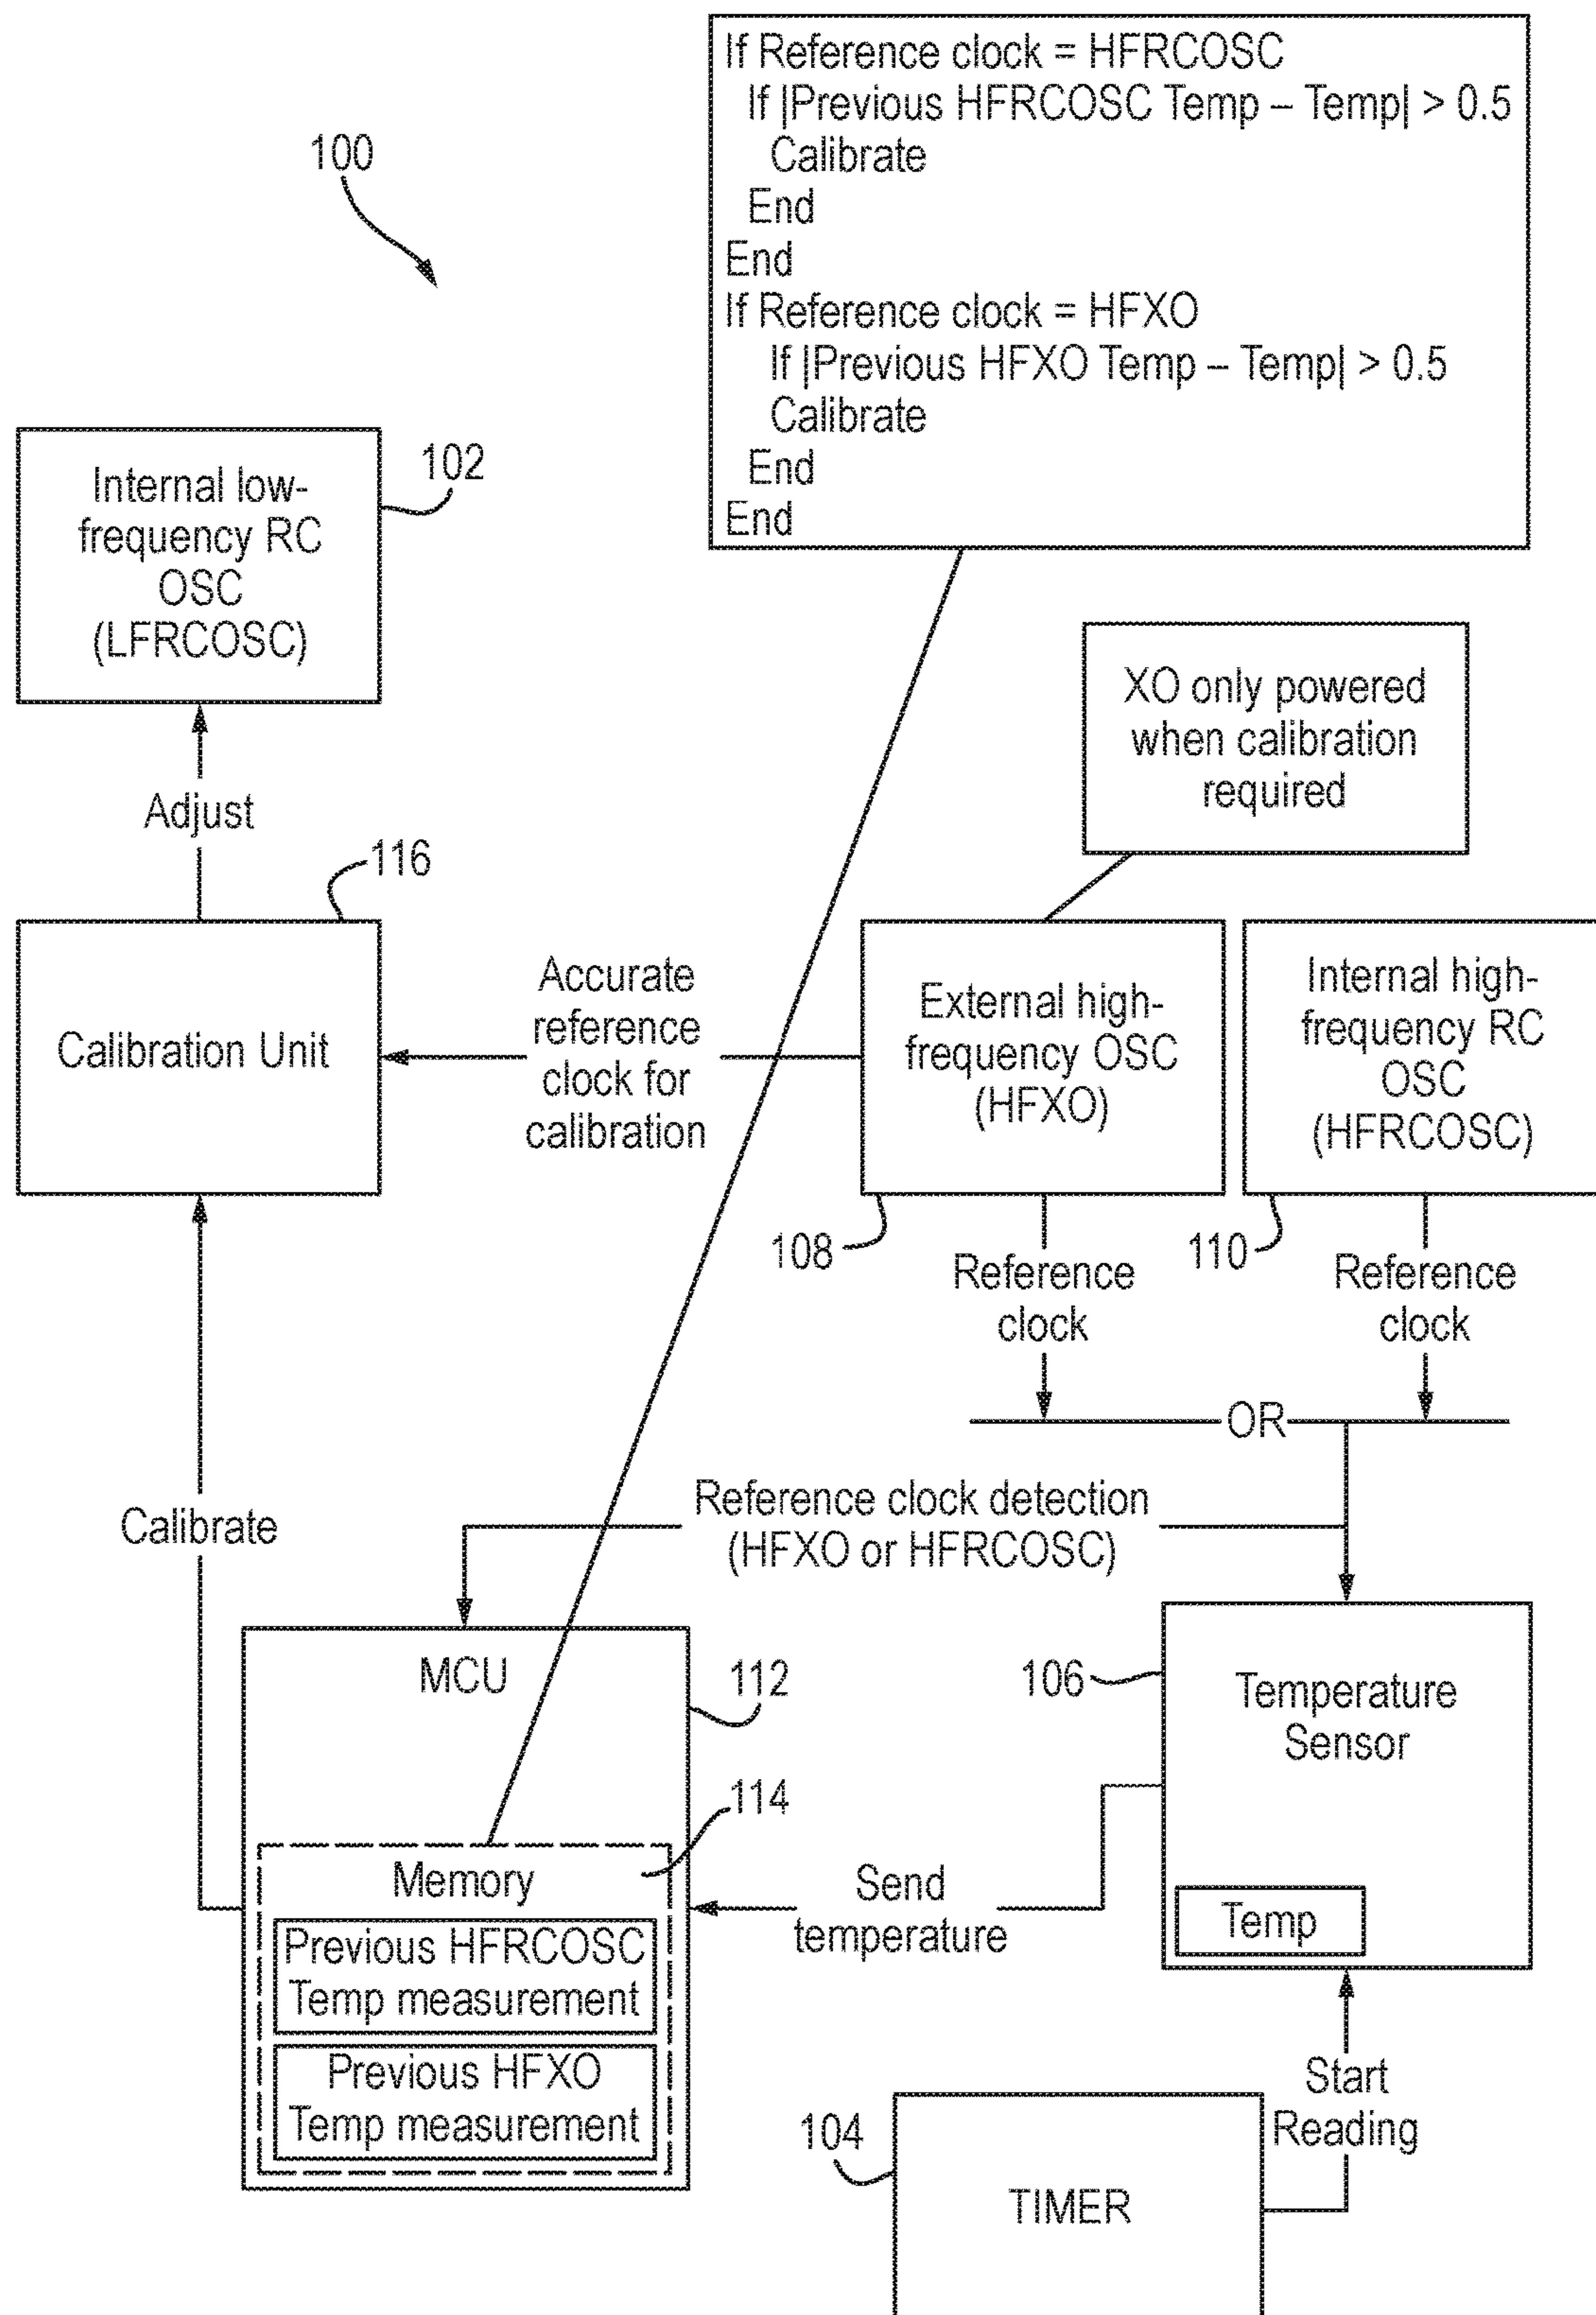 If Reference clock = HFRCOSC
If |Previous HFRCOSC Temp – Temp| > 0.5
Calibrate
End
End
If Reference clock = HFXO
If |Previous HFXO Temp – Temp| > 0.5
Calibrate
End
End
100
Internal low-
frequency RC
OSC
(LFRCOSC)
102
XO only powered
when calibration
required
Adjust
116
Calibration Unit
Accurate
reference
clock for
calibration
External high-
frequency OSC
(HFXO)
Internal high-
frequency RC
OSC
(HFRCOSC)
108
110
Reference
clock
Reference
clock
OR
Reference clock detection
(HFXO or HFRCOSC)
Calibrate
MCU
112
106
Temperature
Sensor
114
Memory
Send
temperature
Temp
Previous HFRCOSC
Temp measurement
Previous HFXO
Temp measurement
Start
Reading
104
TIMER